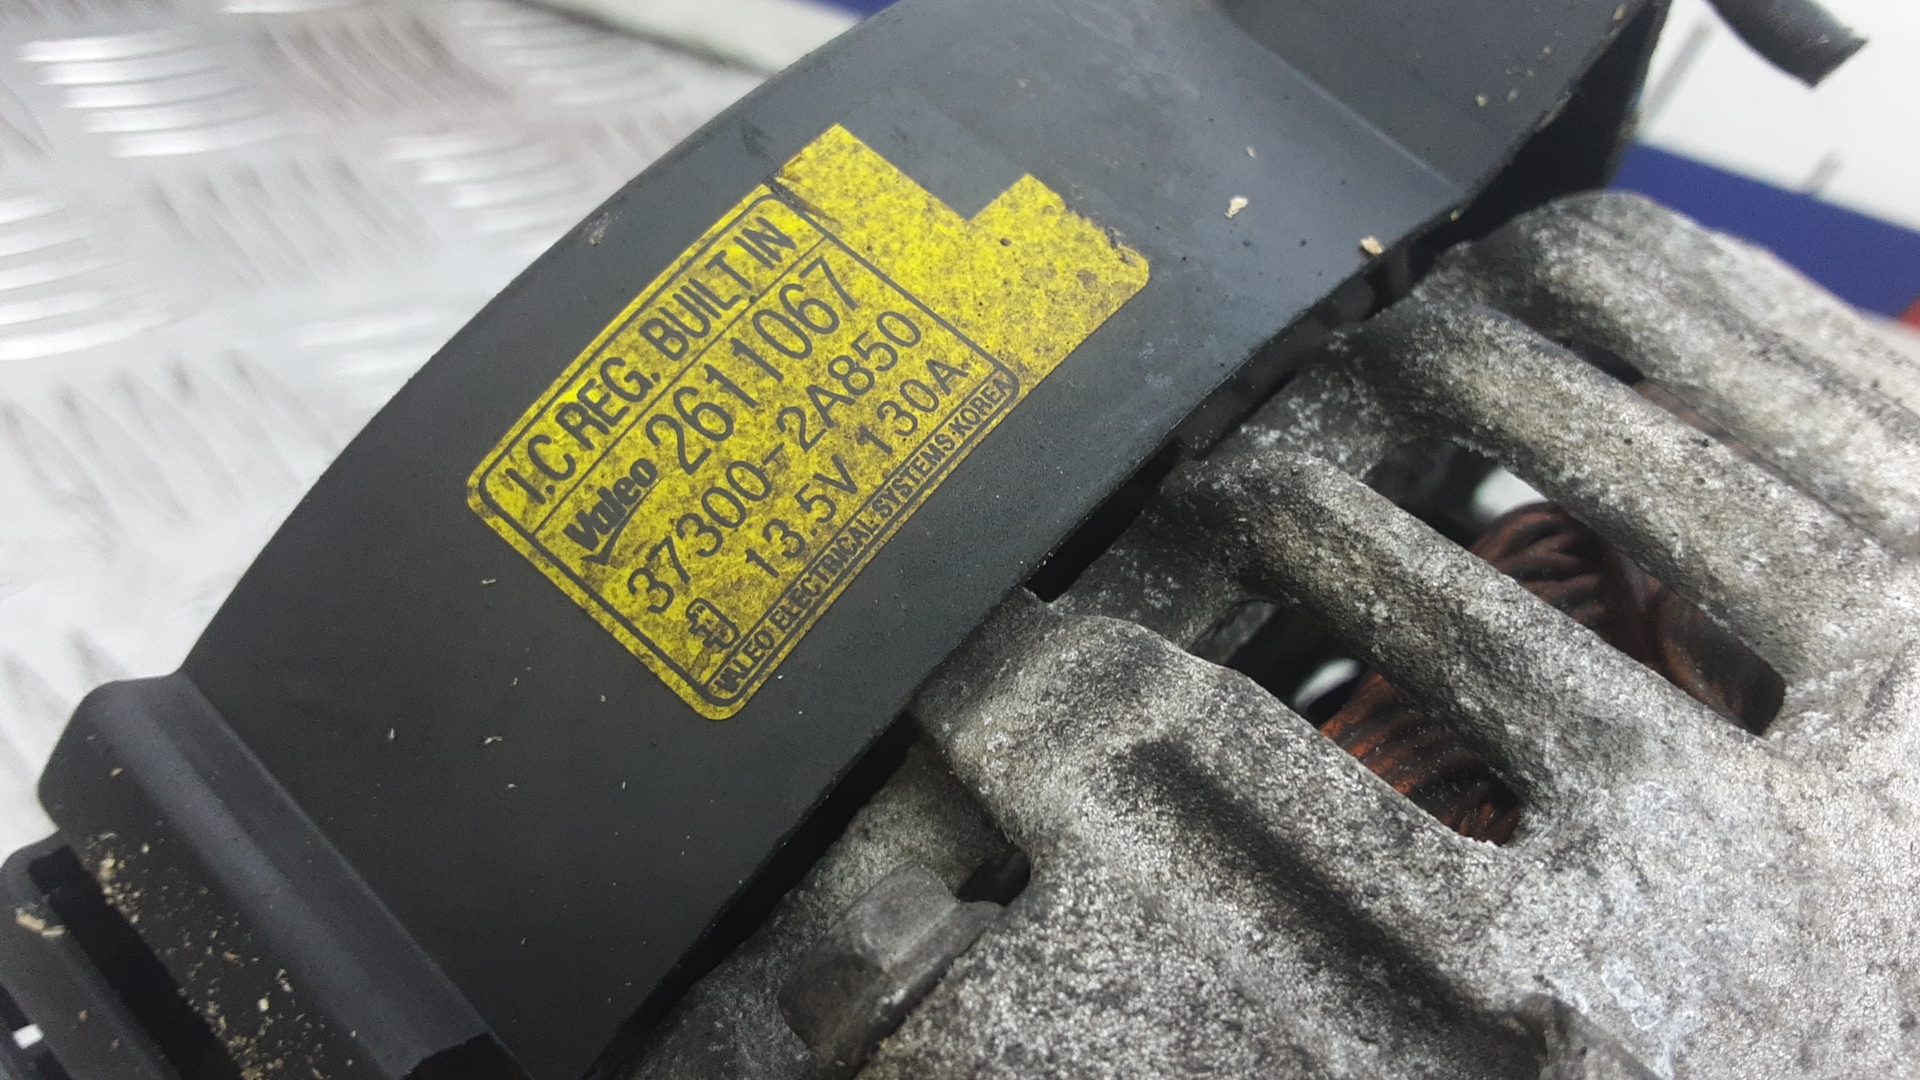 I.C REG. BUILT IN
Valeo 2611067
37300-2A850
13.5V 130A
VALEO ELECTRICAL SYSTEMS KOREA